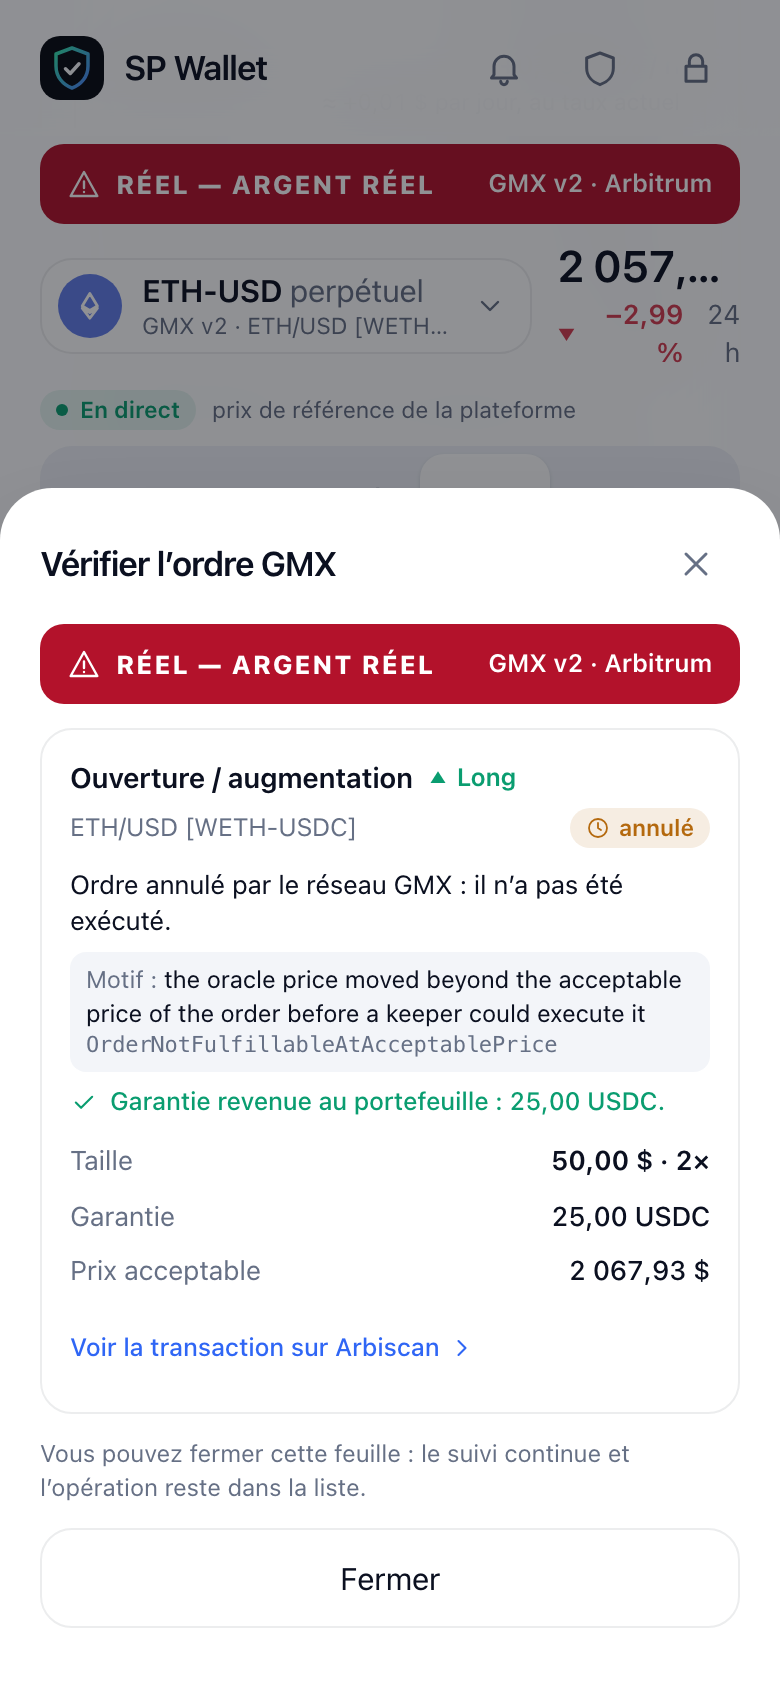 SP Wallet
RÉEL — ARGENT RÉEL GMX v2 · Arbitrum
ETH-USD perpétuel
GMX v2 · ETH/USD [WETH...
2 057,...
−2,99 % 24 h
En direct prix de référence de la plateforme
Vérifier l’ordre GMX
RÉEL — ARGENT RÉEL GMX v2 · Arbitrum
Ouverture / augmentation Long
ETH/USD [WETH-USDC] annulé
Ordre annulé par le réseau GMX : il n’a pas été
exécuté.
Motif : the oracle price moved beyond the acceptable
price of the order before a keeper could execute it
OrderNotFulfillableAtAcceptablePrice
Garantie revenue au portefeuille : 25,00 USDC.
Taille 50,00 $ · 2×
Garantie 25,00 USDC
Prix acceptable 2 067,93 $
Voir la transaction sur Arbiscan
Vous pouvez fermer cette feuille : le suivi continue et
l’opération reste dans la liste.
Fermer